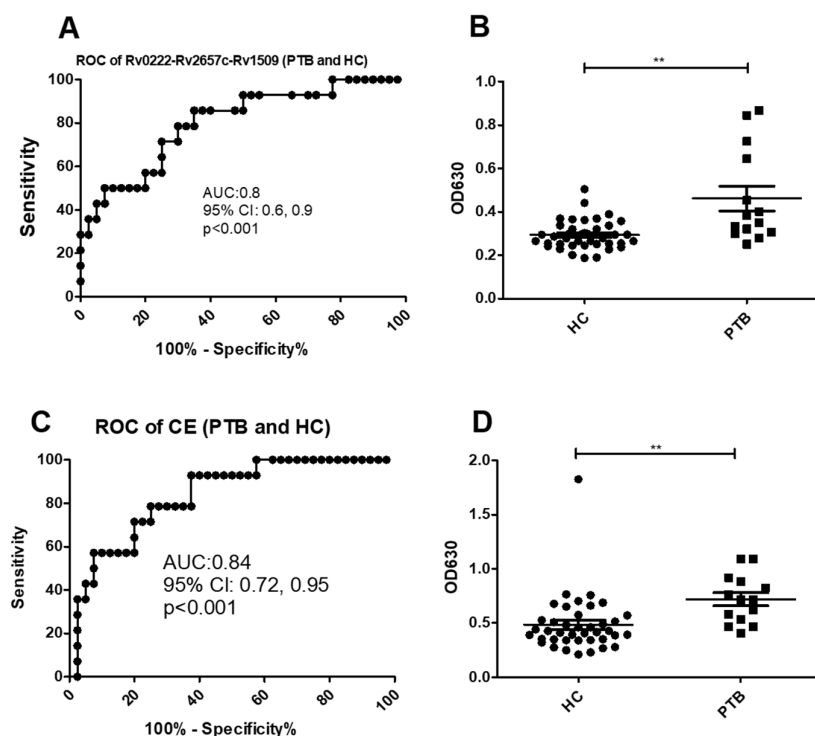 A
ROC of Rv0222-Rv2657c-Rv1509 (PTB and HC)
Sensitivity
100
80
60
40
20
0
AUC:0.8
95% CI: 0.6, 0.9
p<0.001
0
20
40
60
80
100
100% - Specificity%
B
**
OD630
1.0
0.8
0.6
0.4
0.2
0.0
HC
PTB
C
ROC of CE (PTB and HC)
Sensitivity
100
80
60
40
20
0
AUC:0.84
95% CI: 0.72, 0.95
p<0.001
0
20
40
60
80
100
100% - Specificity%
D
**
OD630
2.0
1.5
1.0
0.5
0.0
HC
PTB